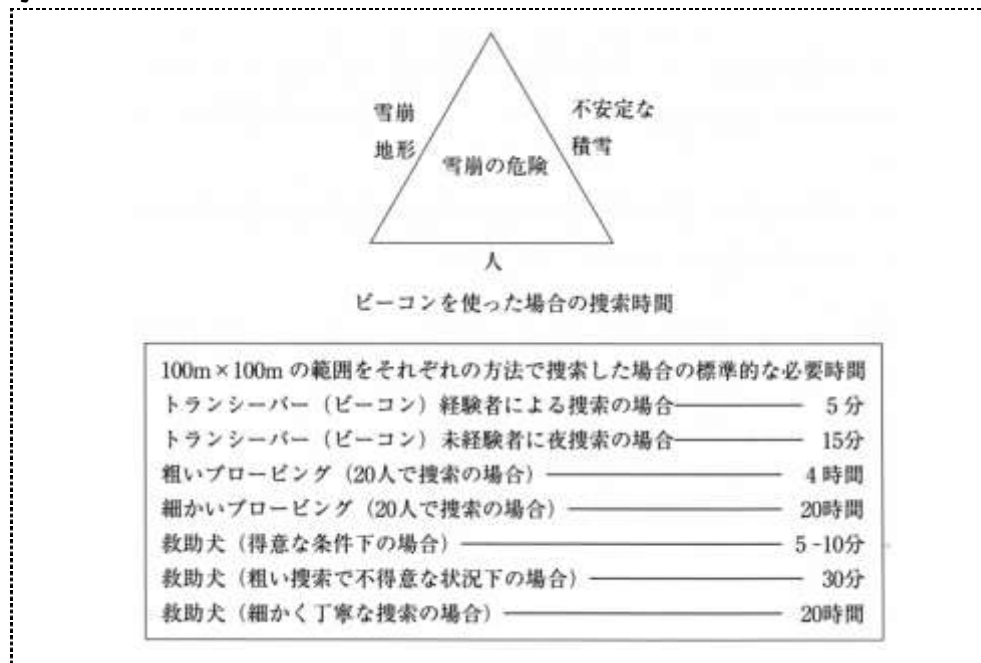 雪崩
地形
不安定な
積雪
雪崩の危険
人
ビーコンを使った場合の捜索時間
100m×100m の範囲をそれぞれの方法で捜索した場合の標準的な必要時間
トランシーバー（ビーコン）経験者による捜索の場合――― 5分
トランシーバー（ビーコン）未経験者に夜捜索の場合――― 15分
粗いプロービング（20人で捜索の場合）――― 4時間
細かいプロービング（20人で捜索の場合）――― 20時間
救助犬（得意な条件下の場合）――― 5-10分
救助犬（粗い捜索で不得意な状況下の場合）――― 30分
救助犬（細かく丁寧な捜索の場合）――― 20時間